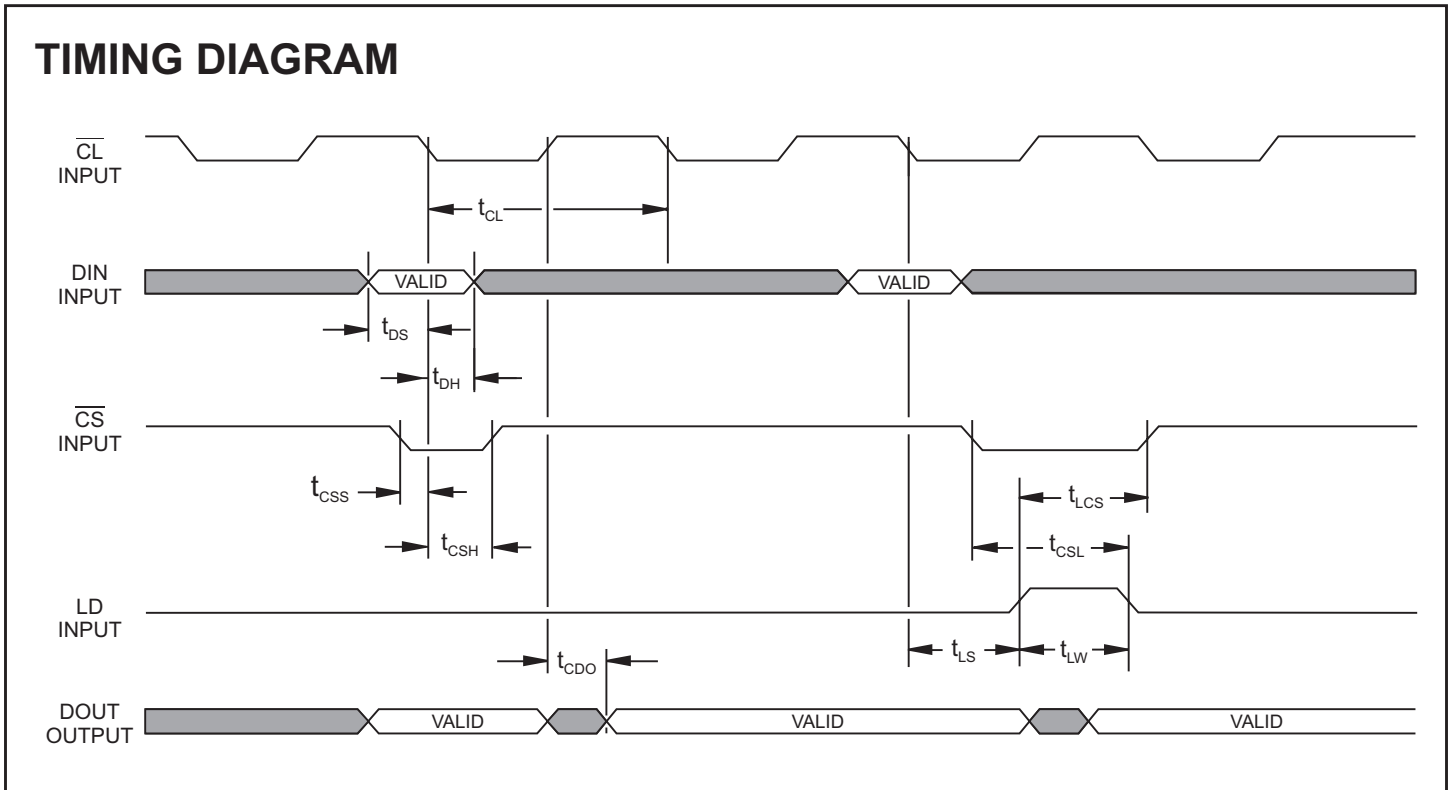 TIMING DIAGRAM
CL
INPUT
tCL
DIN
INPUT
VALID
VALID
tDS
tDH
CS
INPUT
tCSS
tLCS
tCSH
tCSL
LD
INPUT
tCDO
tLS
tLW
DOUT
OUTPUT
VALID
VALID
VALID